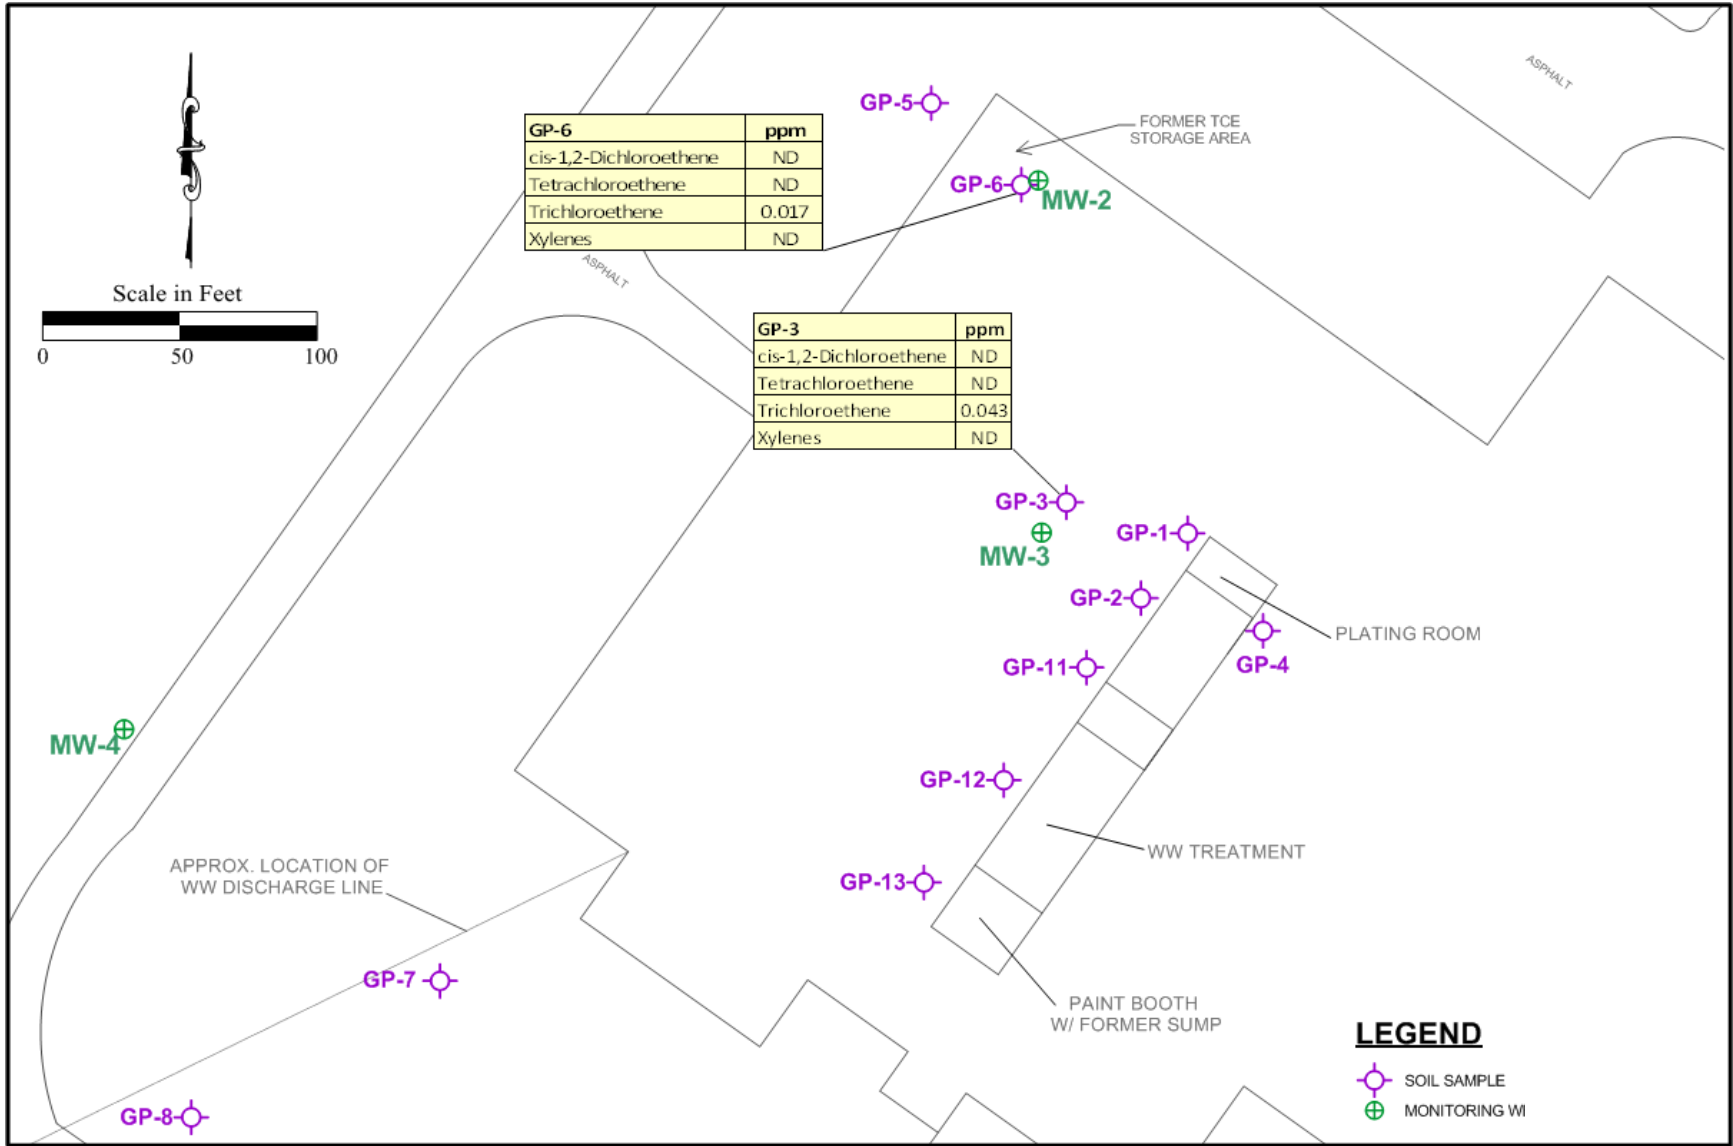 ASPHALT
GP-5
FORMER TCE
STORAGE AREA
GP-6 ppm
cis-1,2-Dichloroethene ND
Tetrachloroethene ND
Trichloroethene 0.017
Xylenes ND
GP-6
MW-2
ASPHALT
Scale in Feet
0 50 100
GP-3 ppm
cis-1,2-Dichloroethene ND
Tetrachloroethene ND
Trichloroethene 0.043
Xylenes ND
GP-3
GP-1
MW-3
GP-2
PLATING ROOM
GP-11
GP-4
MW-4
GP-12
WW TREATMENT
APPROX. LOCATION OF
WW DISCHARGE LINE
GP-13
GP-7
PAINT BOOTH
W/ FORMER SUMP
LEGEND
SOIL SAMPLE
MONITORING WI
GP-8